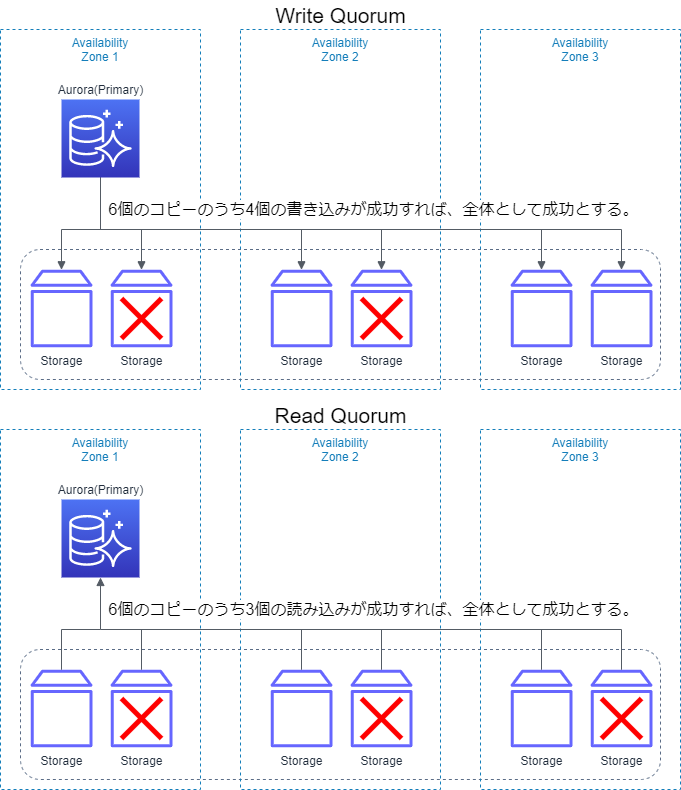 Write Quorum
Availability
Zone 1
Availability
Zone 2
Availability
Zone 3
Aurora(Primary)
6個のコピーのうち4個の書き込みが成功すれば、全体として成功とする。
Storage
Storage
Storage
Storage
Storage
Storage
Read Quorum
Availability
Zone 1
Availability
Zone 2
Availability
Zone 3
Aurora(Primary)
6個のコピーのうち3個の読み込みが成功すれば、全体として成功とする。
Storage
Storage
Storage
Storage
Storage
Storage